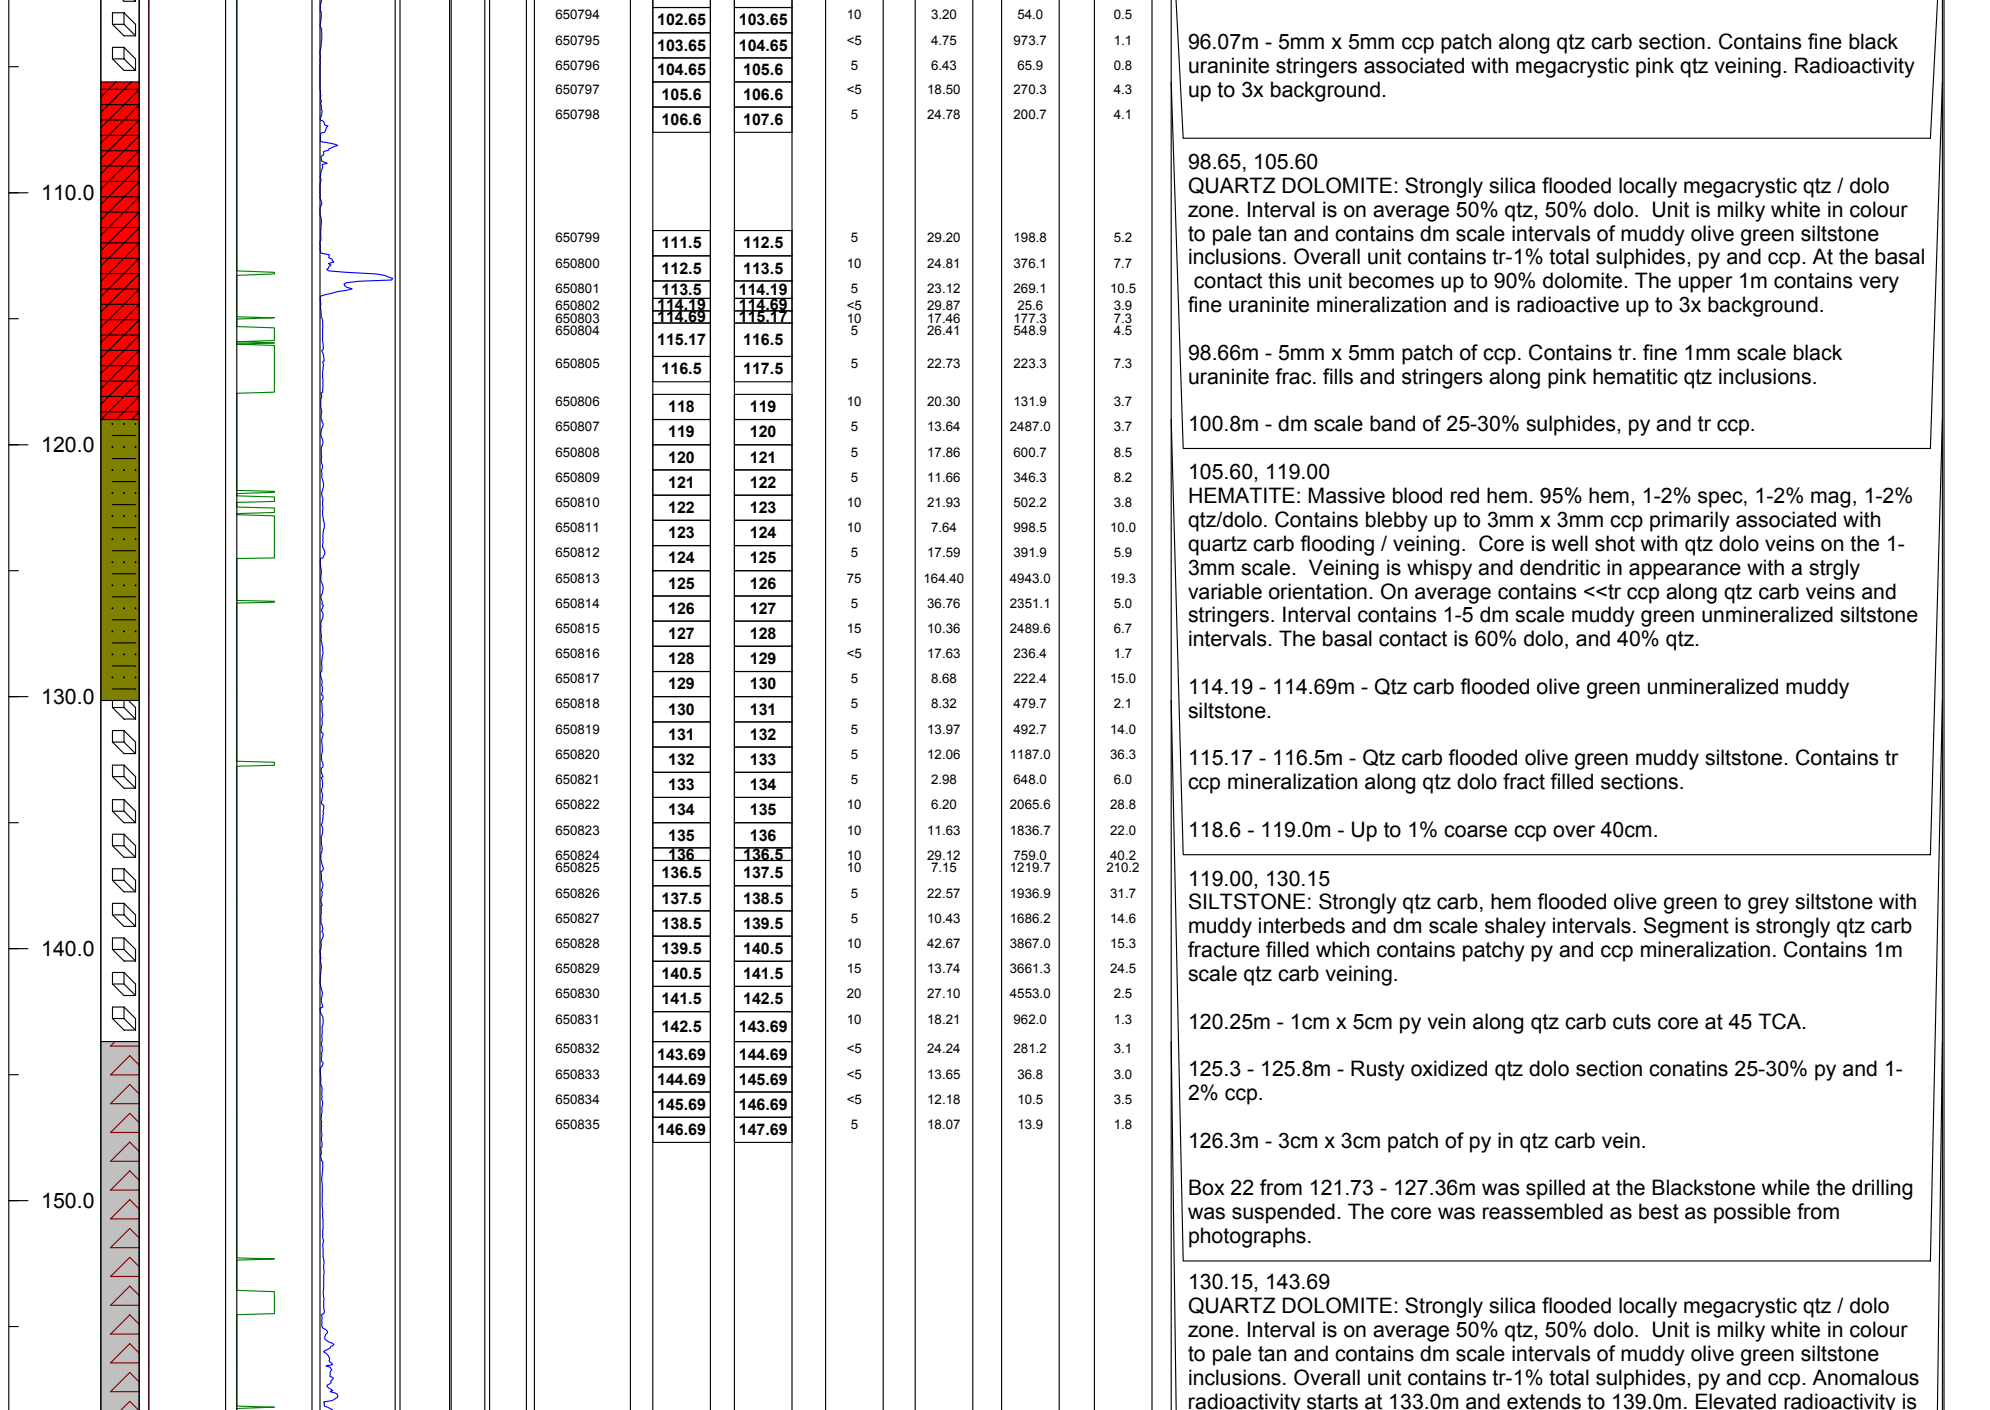 650794 102.65 103.65 10 3.20 54.0 0.5
650795 103.65 104.65 <5 4.75 973.7 1.1
650796 104.65 105.6 5 6.43 65.9 0.8
650797 105.6 106.6 <5 18.50 270.3 4.3
650798 106.6 107.6 5 24.78 200.7 4.1
110.0
650799 111.5 112.5 5 29.20 198.8 5.2
650800 112.5 113.5 10 24.81 376.1 7.7
650801 113.5 114.19 5 23.12 269.1 10.5
650802 114.19 114.69 <5 29.87 25.6 3.9
650803 114.69 115.17 10 17.46 177.3 7.3
650804 115.17 116.5 5 26.41 548.9 4.5
650805 116.5 117.5 5 22.73 223.3 7.3
650806 118 119 10 20.30 131.9 3.7
650807 119 120 5 13.64 2487.0 3.7
120.0
650808 120 121 5 17.86 600.7 8.5
650809 121 122 5 11.66 346.3 8.2
650810 122 123 10 21.93 502.2 3.8
650811 123 124 10 7.64 998.5 10.0
650812 124 125 5 17.59 391.9 5.9
650813 125 126 75 164.40 4943.0 19.3
650814 126 127 5 36.76 2351.1 5.0
650815 127 128 15 10.36 2489.6 6.7
650816 128 129 <5 17.63 236.4 1.7
650817 129 130 5 8.68 222.4 15.0
130.0
650818 130 131 5 8.32 479.7 2.1
650819 131 132 5 13.97 492.7 14.0
650820 132 133 5 12.06 1187.0 36.3
650821 133 134 5 2.98 648.0 6.0
650822 134 135 10 6.20 2065.6 28.8
650823 135 136 10 11.63 1836.7 22.0
650824 136 136.5 10 29.12 759.0 40.2
650825 136.5 137.5 10 7.15 1219.7 210.2
650826 137.5 138.5 5 22.57 1936.9 31.7
650827 138.5 139.5 5 10.43 1686.2 14.6
140.0
650828 139.5 140.5 10 42.67 3867.0 15.3
650829 140.5 141.5 15 13.74 3661.3 24.5
650830 141.5 142.5 20 27.10 4553.0 2.5
650831 142.5 143.69 10 18.21 962.0 1.3
650832 143.69 144.69 <5 24.24 281.2 3.1
650833 144.69 145.69 <5 13.65 36.8 3.0
650834 145.69 146.69 <5 12.18 10.5 3.5
650835 146.69 147.69 5 18.07 13.9 1.8
150.0
96.07m - 5mm x 5mm ccp patch along qtz carb section. Contains fine black
uraninite stringers associated with megacrystic pink qtz veining. Radioactivity
up to 3x background.
98.65, 105.60
QUARTZ DOLOMITE: Strongly silica flooded locally megacrystic qtz / dolo
zone. Interval is on average 50% qtz, 50% dolo. Unit is milky white in colour
to pale tan and contains dm scale intervals of muddy olive green siltstone
inclusions. Overall unit contains tr-1% total sulphides, py and ccp. At the basal
contact this unit becomes up to 90% dolomite. The upper 1m contains very
fine uraninite mineralization and is radioactive up to 3x background.
98.66m - 5mm x 5mm patch of ccp. Contains tr. fine 1mm scale black
uraninite frac. fills and stringers along pink hematitic qtz inclusions.
100.8m - dm scale band of 25-30% sulphides, py and tr ccp.
105.60, 119.00
HEMATITE: Massive blood red hem. 95% hem, 1-2% spec, 1-2% mag, 1-2%
qtz/dolo. Contains blebby up to 3mm x 3mm ccp primarily associated with
quartz carb flooding / veining. Core is well shot with qtz dolo veins on the 1-
3mm scale. Veining is whispy and dendritic in appearance with a strgly
variable orientation. On average contains <<tr ccp along qtz carb veins and
stringers. Interval contains 1-5 dm scale muddy green unmineralized siltstone
intervals. The basal contact is 60% dolo, and 40% qtz.
114.19 - 114.69m - Qtz carb flooded olive green unmineralized muddy
siltstone.
115.17 - 116.5m - Qtz carb flooded olive green muddy siltstone. Contains tr
ccp mineralization along qtz dolo fract filled sections.
118.6 - 119.0m - Up to 1% coarse ccp over 40cm.
119.00, 130.15
SILTSTONE: Strongly qtz carb, hem flooded olive green to grey siltstone with
muddy interbeds and dm scale shaley intervals. Segment is strongly qtz carb
fracture filled which contains patchy py and ccp mineralization. Contains 1m
scale qtz carb veining.
120.25m - 1cm x 5cm py vein along qtz carb cuts core at 45 TCA.
125.3 - 125.8m - Rusty oxidized qtz dolo section conatins 25-30% py and 1-
2% ccp.
126.3m - 3cm x 3cm patch of py in qtz carb vein.
Box 22 from 121.73 - 127.36m was spilled at the Blackstone while the drilling
was suspended. The core was reassembled as best as possible from
photographs.
130.15, 143.69
QUARTZ DOLOMITE: Strongly silica flooded locally megacrystic qtz / dolo
zone. Interval is on average 50% qtz, 50% dolo. Unit is milky white in colour
to pale tan and contains dm scale intervals of muddy olive green siltstone
inclusions. Overall unit contains tr-1% total sulphides, py and ccp. Anomalous
radioactivity starts at 133.0m and extends to 139.0m. Elevated radioactivity is